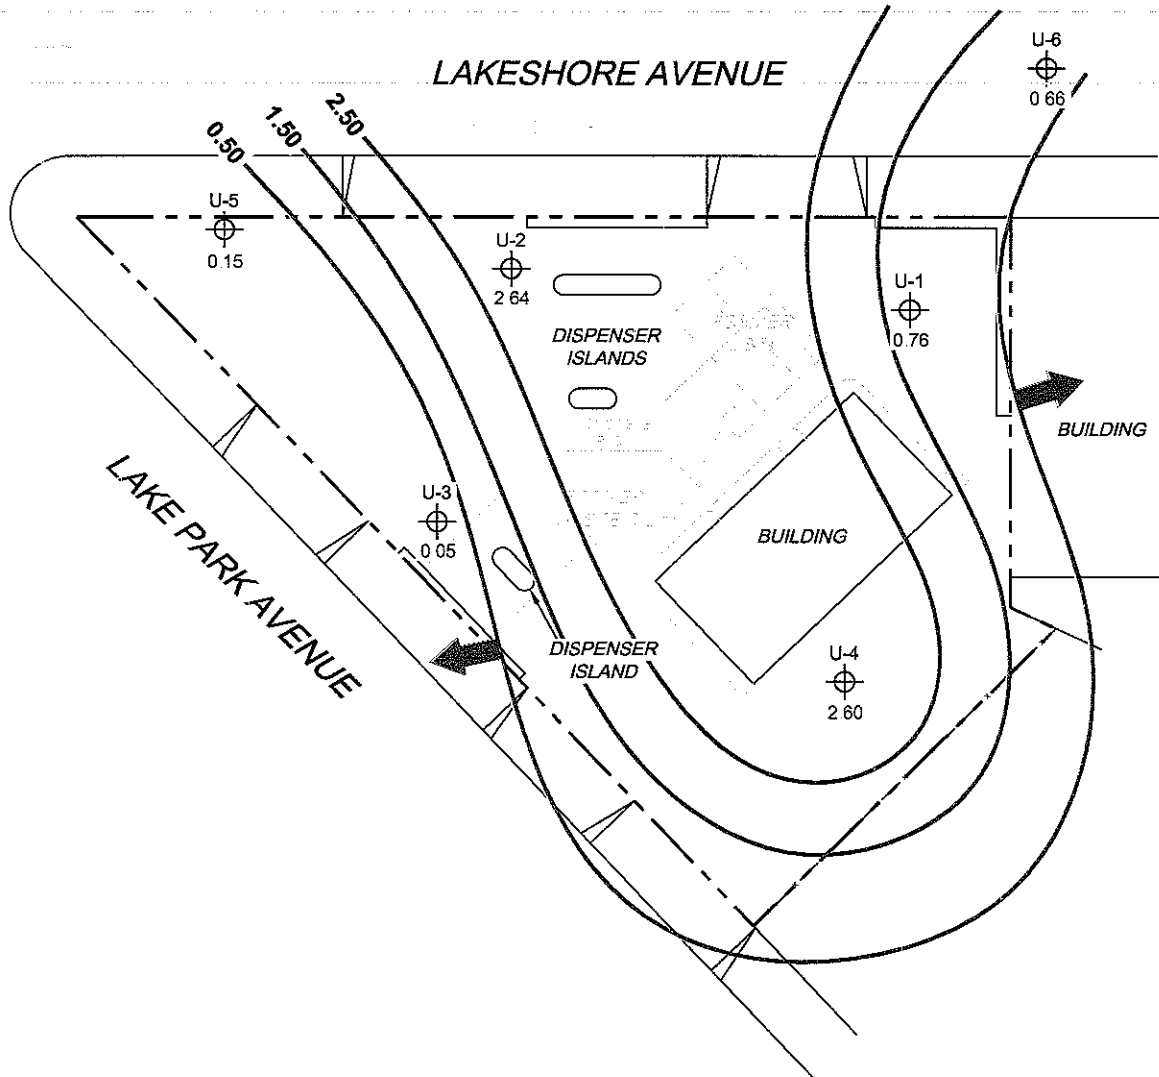 LAKESHORE AVENUE
U-6
0 66
0.50
1.50
2.50
U-5
0.15
U-2
2 64
U-1
0.76
DISPENSER
ISLANDS
BUILDING
LAKE PARK AVENUE
U-3
0 05
BUILDING
DISPENSER
ISLAND
U-4
2.60